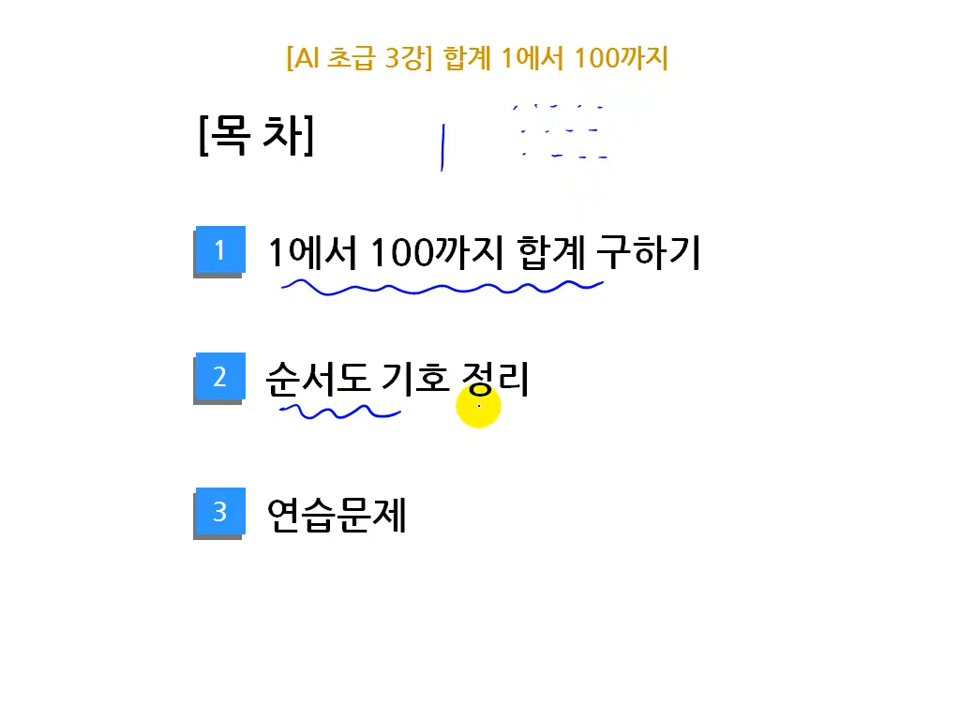 [AI 초급 3강] 합계 1에서 100까지
[목 차]
1 1에서 100까지 합계 구하기
2 순서도 기호 정리
3 연습문제